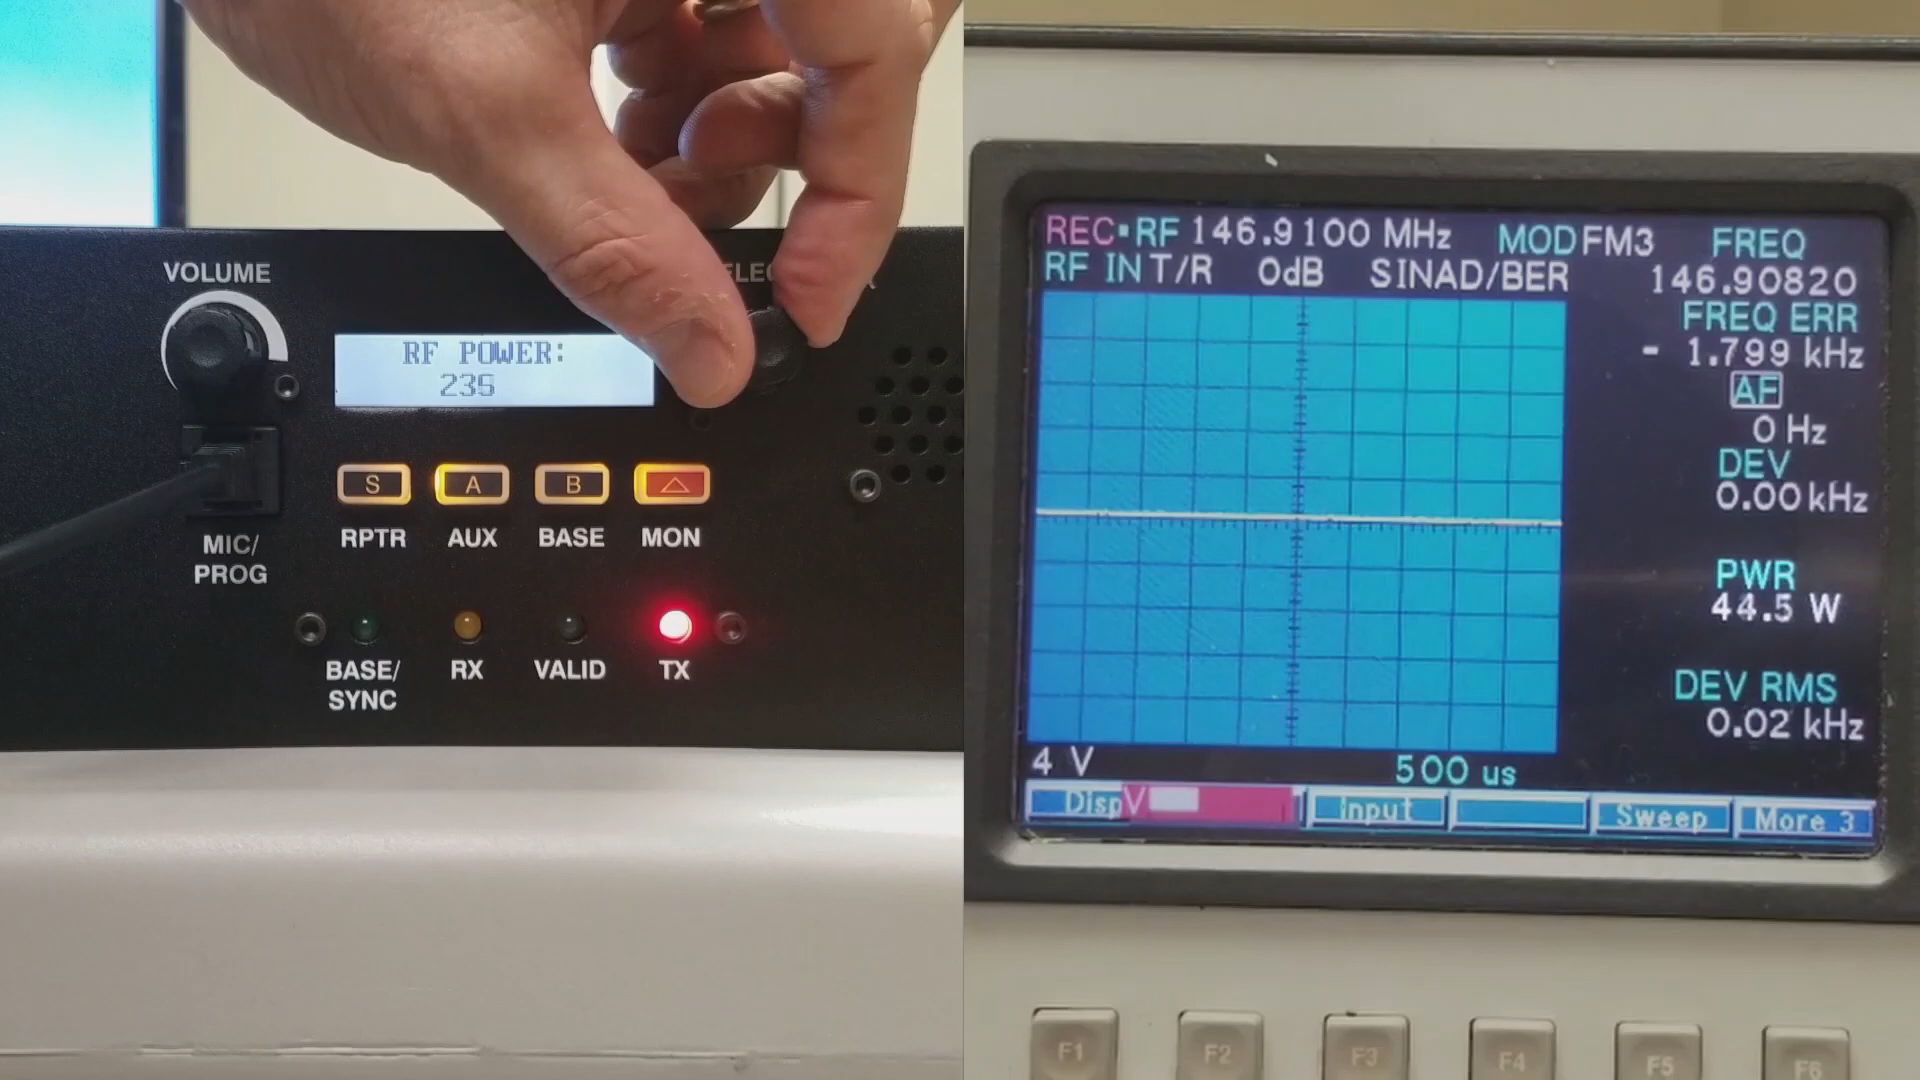 VOLUME
RF POWER:
S
A
B
RPTR
AUX
BASE
MON
MIC/
PROG
BASE/
SYNC
RX
VALID
TX
REC▪RF 146.9100 MHz MOD FM3 FREQ
RF IN T/R 0dB SINAD/BER 146.90820
FREQ ERR
- 1.799 kHz
AF
0 Hz
DEV
0.00 kHz
PWR
44.5 W
DEV RMS
0.02 kHz
4 V 500 us
Disp V Input Sweep More 3
F1 F2 F3 F4 F5 F6